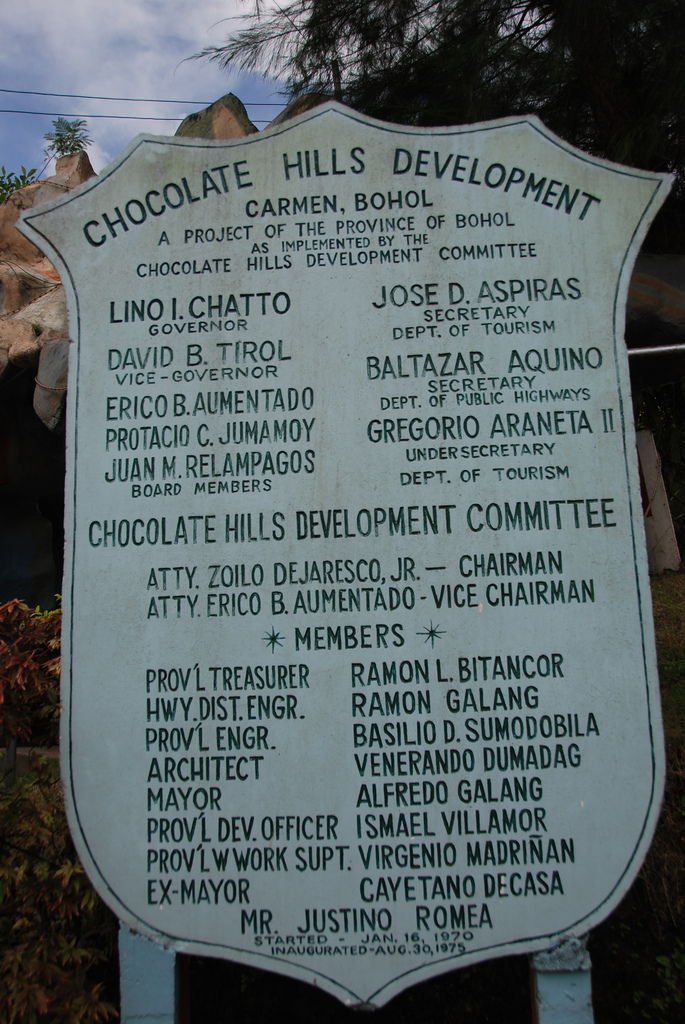 CHOCOLATE HILLS DEVELOPMENT
CARMEN, BOHOL
A PROJECT OF THE PROVINCE OF BOHOL
AS IMPLEMENTED BY THE
CHOCOLATE HILLS DEVELOPMENT COMMITTEE
LINO I. CHATTO
GOVERNOR
DAVID B. TIROL
VICE-GOVERNOR
ERICO B. AUMENTADO
PROTACIO C. JUMAMOY
JUAN M. RELAMPAGOS
BOARD MEMBERS
JOSE D. ASPIRAS
SECRETARY
DEPT. OF TOURISM
BALTAZAR AQUINO
SECRETARY
DEPT. OF PUBLIC HIGHWAYS
GREGORIO ARANETA II
UNDERSECRETARY
DEPT. OF TOURISM
CHOCOLATE HILLS DEVELOPMENT COMMITTEE
ATTY. ZOILO DEJARESCO, JR. — CHAIRMAN
ATTY. ERICO B. AUMENTADO - VICE CHAIRMAN
MEMBERS
PROV'L TREASURER RAMON L. BITANCOR
HWY. DIST. ENGR. RAMON GALANG
PROV'L ENGR. BASILIO D. SUMODOBILA
ARCHITECT VENERANDO DUMADAG
MAYOR ALFREDO GALANG
PROV'L DEV. OFFICER ISMAEL VILLAMOR
PROV'L W WORK SUPT. VIRGENIO MADRIÑAN
EX-MAYOR CAYETANO DECASA
MR. JUSTINO ROMEA
STARTED - JAN. 16, 1970
INAUGURATED-AUG. 30, 1975